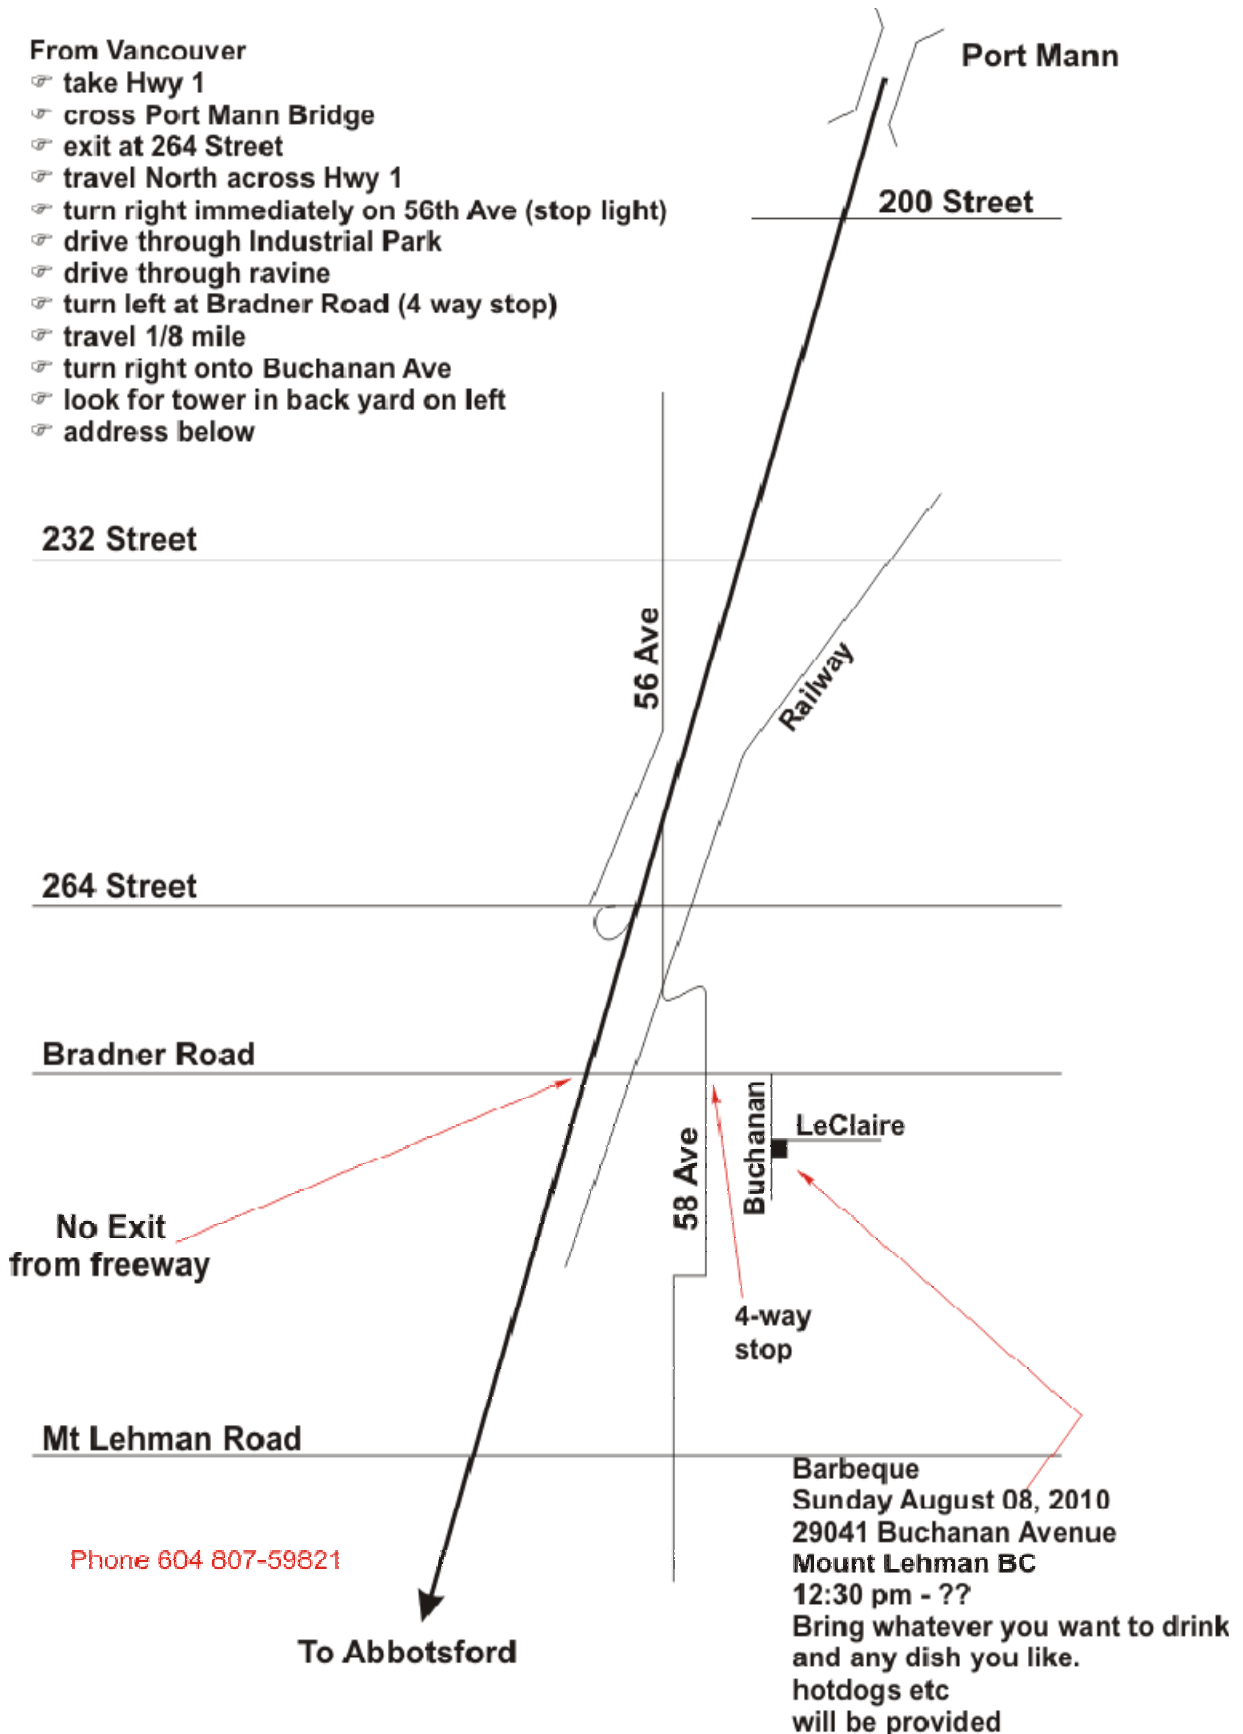 From Vancouver
☞ take Hwy 1
☞ cross Port Mann Bridge
☞ exit at 264 Street
☞ travel North across Hwy 1
☞ turn right immediately on 56th Ave (stop light)
☞ drive through Industrial Park
☞ drive through ravine
☞ turn left at Bradner Road (4 way stop)
☞ travel 1/8 mile
☞ turn right onto Buchanan Ave
☞ look for tower in back yard on left
☞ address below
Port Mann
200 Street
232 Street
56 Ave
Railway
264 Street
Bradner Road
Buchanan
LeClaire
58 Ave
No Exit
from freeway
4-way
stop
Mt Lehman Road
Barbeque
Sunday August 08, 2010
29041 Buchanan Avenue
Mount Lehman BC
12:30 pm - ??
Bring whatever you want to drink
and any dish you like.
hotdogs etc
will be provided
Phone 604 807-59821
To Abbotsford